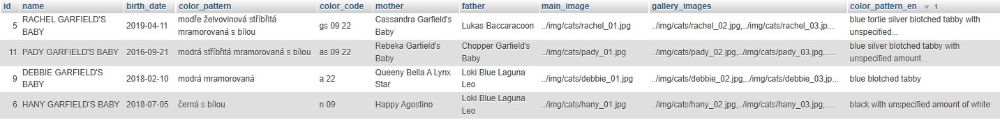 id name birth_date color_pattern color_code mother father main_image gallery_images color_pattern_en 1
5 RACHEL GARFIELD'S BABY 2019-04-11 modře želvovinová stříbřitá mramorovaná s bílou gs 09 22 Cassandra Garfield's Baby Lukas Baccaracoon ../img/cats/rachel_01.jpg ../img/cats/rachel_02.jpg,../img/cats/rachel_03.jp... blue tortie silver blotched tabby with unspecified...
11 PADY GARFIELD'S BABY 2016-09-21 modrá stříbřitá mramorovaná s bílou as 09 22 Rebeka Garfield's Baby Chopper Garfield's Baby ../img/cats/pady_01.jpg ../img/cats/pady_02.jpg,../img/cats/pady_03.jpg,..... blue silver blotched tabby with unspecified amount...
9 DEBBIE GARFIELD'S BABY 2018-02-10 modrá mramorovaná a 22 Queeny Bella A Lynx Star Loki Blue Laguna Leo ../img/cats/debbie_01.jpg ../img/cats/debbie_02.jpg,../img/cats/debbie_03.jp... blue blotched tabby
6 HANY GARFIELD'S BABY 2018-07-05 černá s bílou n 09 Happy Agostino Loki Blue Laguna Leo ../img/cats/hany_01.jpg ../img/cats/hany_02.jpg,../img/cats/hany_03.jpg,..... black with unspecified amount of white